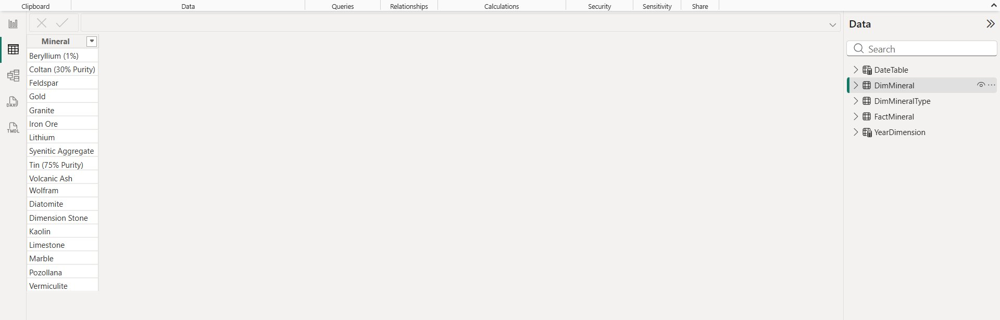 Clipboard Data Queries Relationships Calculations Security Sensitivity Share
Mineral
Beryllium (1%)
Coltan (30% Purity)
Feldspar
Gold
Granite
Iron Ore
Lithium
Syenitic Aggregate
Tin (75% Purity)
Volcanic Ash
Wolfram
Diatomite
Dimension Stone
Kaolin
Limestone
Marble
Pozollana
Vermiculite
DAX
TMDL
Data
Search
DateTable
DimMineral
DimMineralType
FactMineral
YearDimension